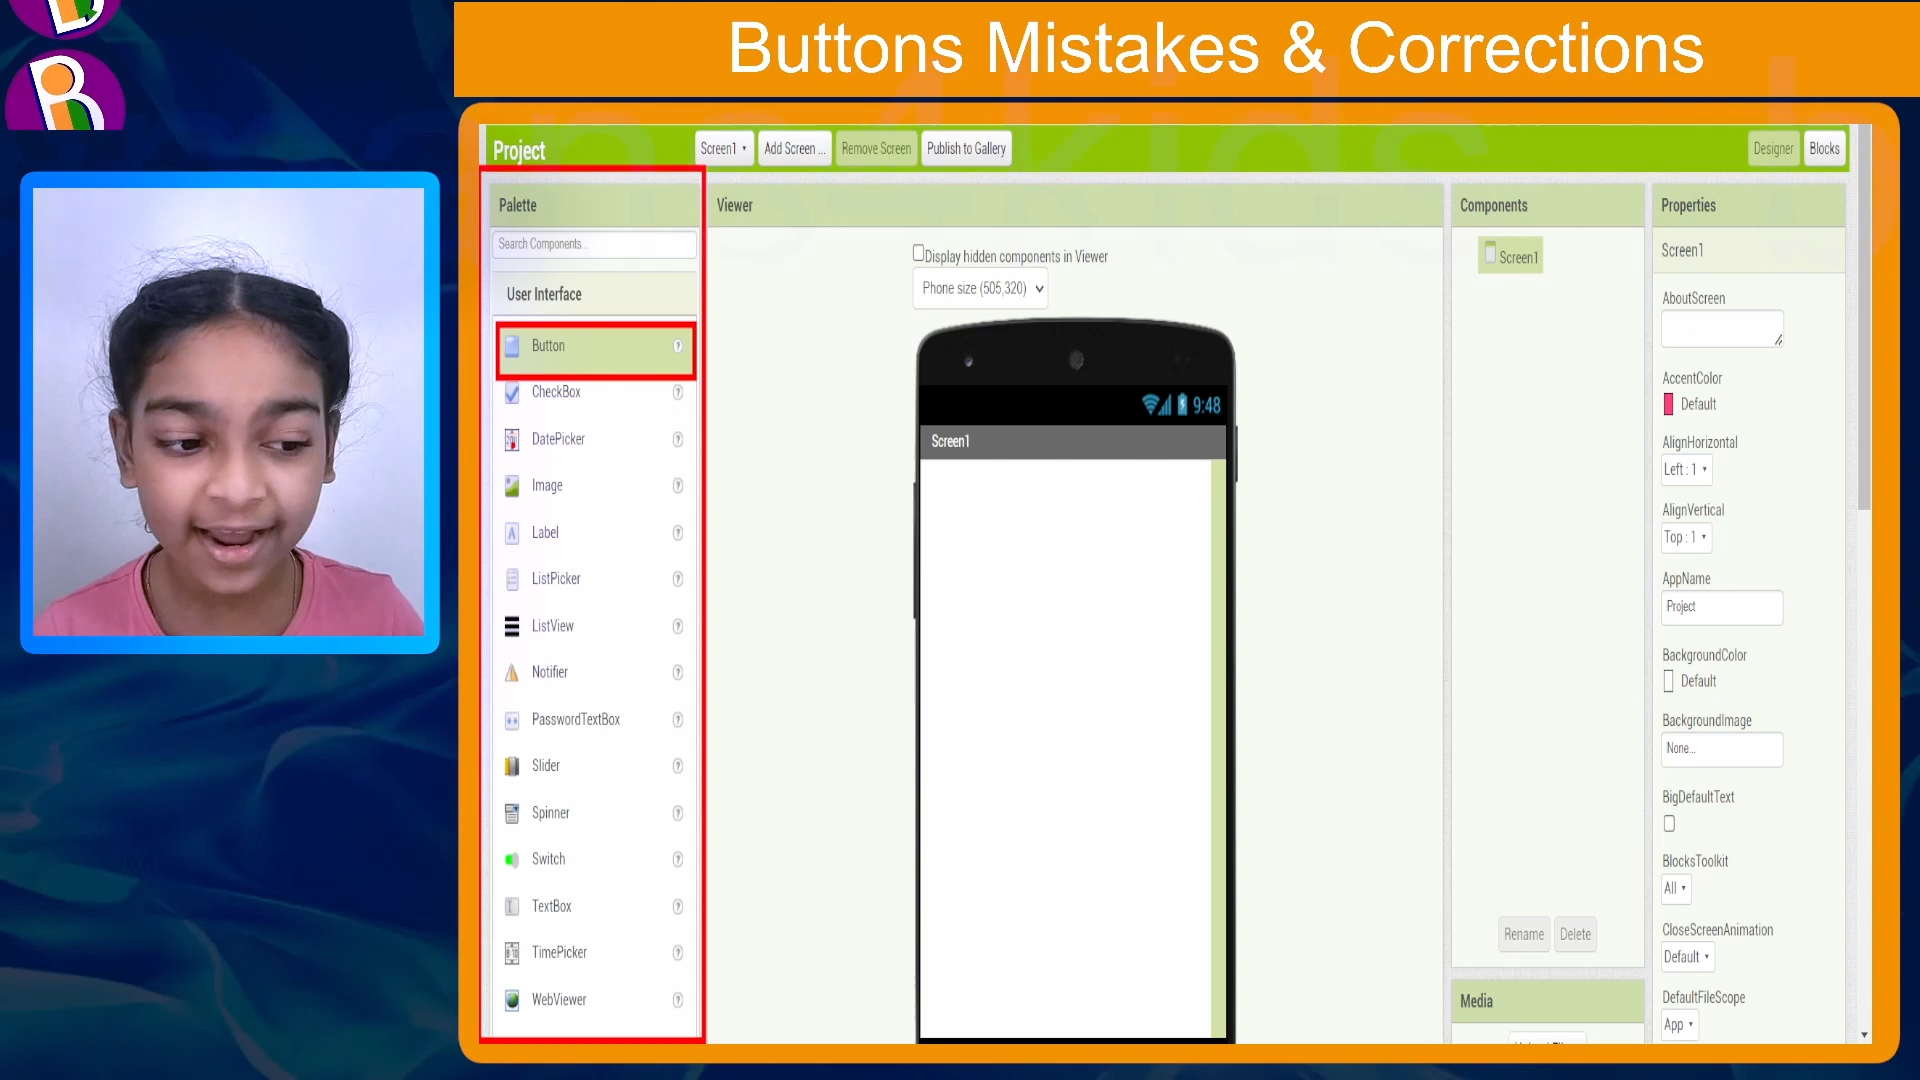 Buttons Mistakes & Corrections
Project
Screen1
Add Screen ...
Remove Screen
Publish to Gallery
Designer
Blocks
Palette
Viewer
Components
Properties
Search Components...
User Interface
Button
CheckBox
DatePicker
Image
Label
ListPicker
ListView
Notifier
PasswordTextBox
Slider
Spinner
Switch
TextBox
TimePicker
WebViewer
Display hidden components in Viewer
Phone size (505,320)
9:48
Screen1
Screen1
Rename
Delete
Media
Screen1
AboutScreen
AccentColor
Default
AlignHorizontal
Left : 1
AlignVertical
Top : 1
AppName
Project
BackgroundColor
Default
BackgroundImage
None...
BigDefaultText
BlocksToolkit
All
CloseScreenAnimation
Default
DefaultFileScope
App